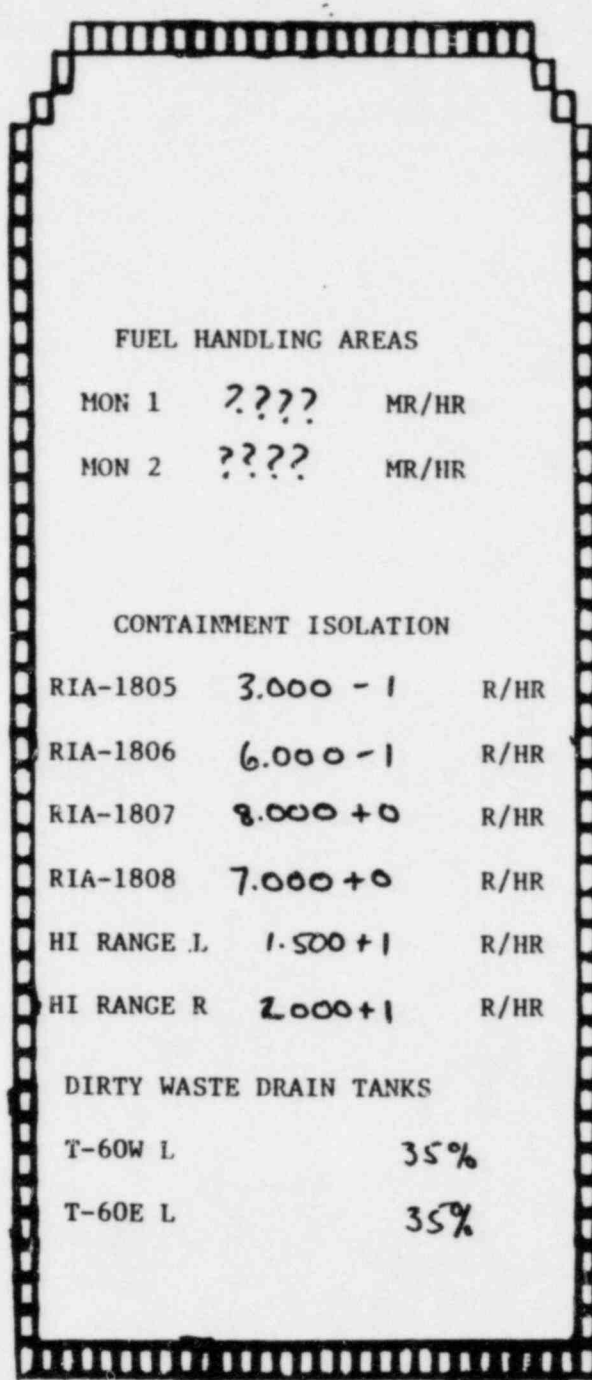 FUEL HANDLING AREAS
MON 1 ???? MR/HR
MON 2 ???? MR/HR
CONTAINMENT ISOLATION
RIA-1805 3.000 - 1 R/HR
RIA-1806 6.000 - 1 R/HR
RIA-1807 8.000 + 0 R/HR
RIA-1808 7.000 + 0 R/HR
HI RANGE L 1.500 + 1 R/HR
HI RANGE R 2.000 + 1 R/HR
DIRTY WASTE DRAIN TANKS
T-60W L 35%
T-60E L 35%